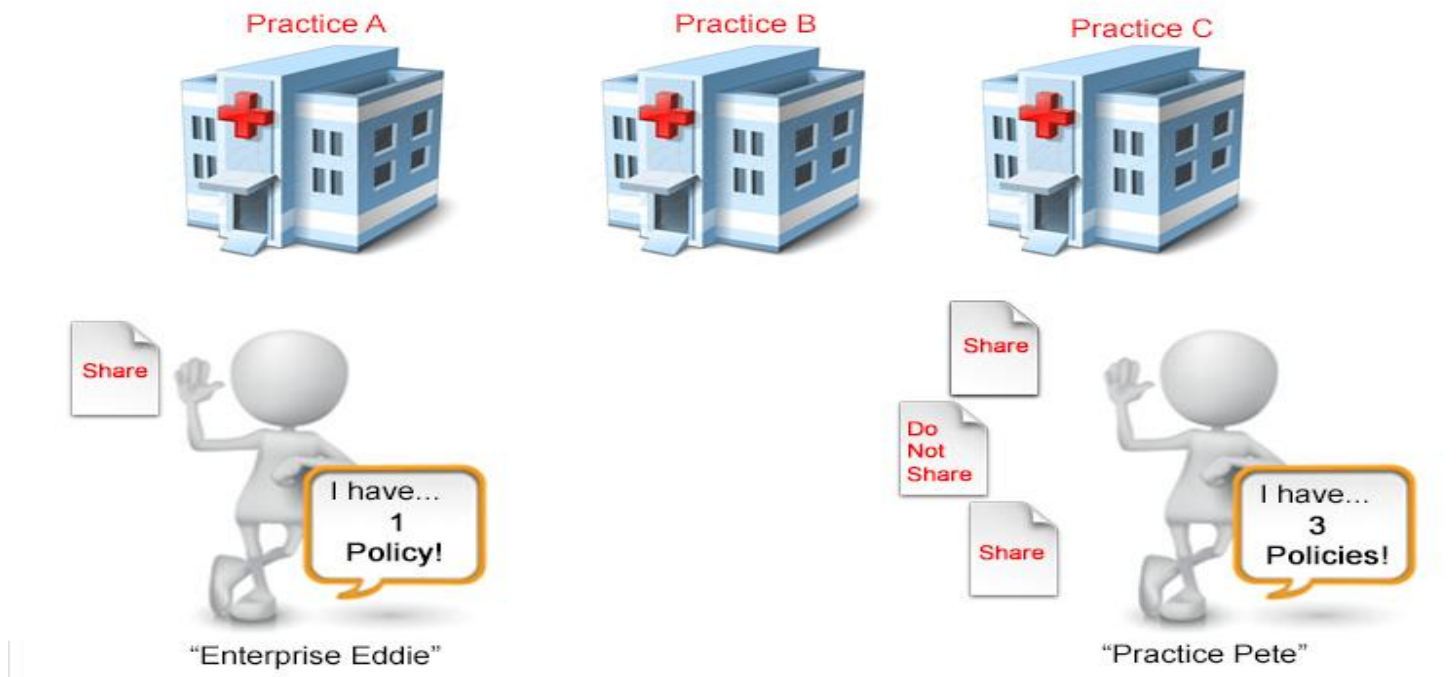 Practice A
Practice B
Practice C
Share
I have...
1
Policy!
"Enterprise Eddie"
Share
Do
Not
Share
Share
I have...
3
Policies!
"Practice Pete"